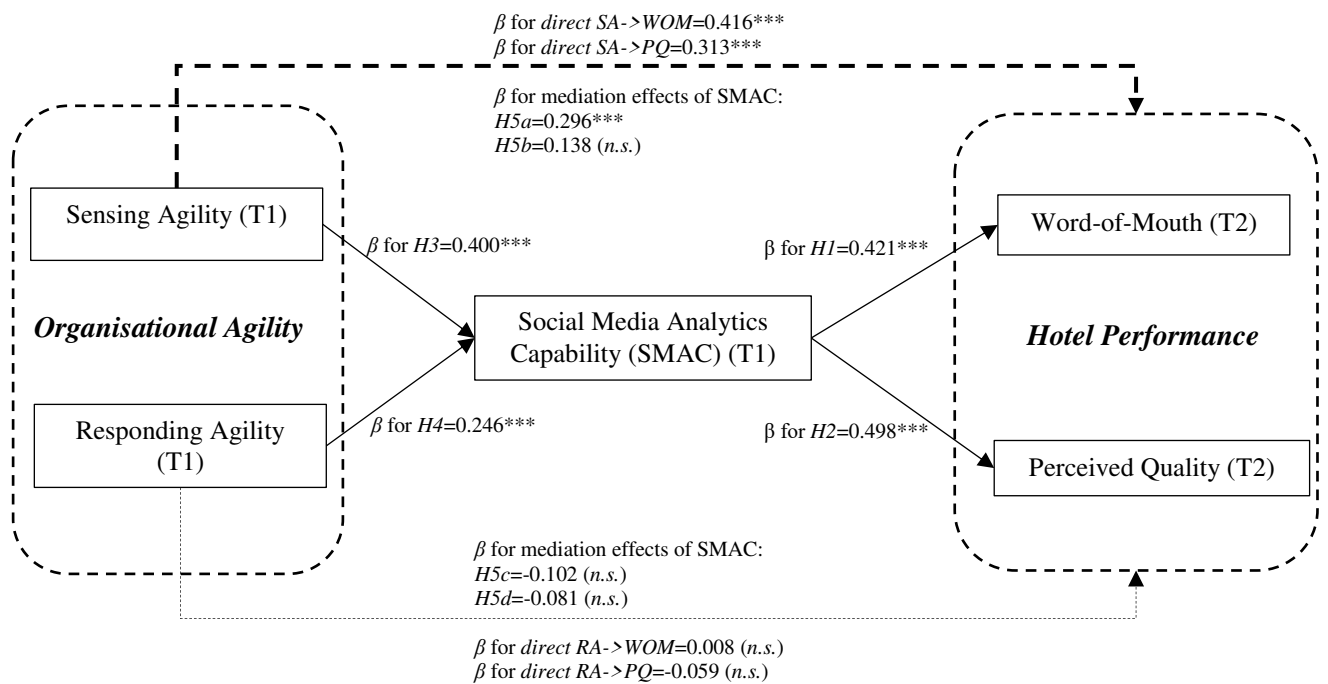 β for direct SA->WOM=0.416***
β for direct SA->PQ=0.313***
β for mediation effects of SMAC:
H5a=0.296***
H5b=0.138 (n.s.)
Sensing Agility (T1)
Word-of-Mouth (T2)
β for H3=0.400***
β for H1=0.421***
Organisational Agility
Social Media Analytics
Capability (SMAC) (T1)
Hotel Performance
β for H4=0.246***
β for H2=0.498***
Responding Agility
(T1)
Perceived Quality (T2)
β for mediation effects of SMAC:
H5c=-0.102 (n.s.)
H5d=-0.081 (n.s.)
β for direct RA->WOM=0.008 (n.s.)
β for direct RA->PQ=-0.059 (n.s.)